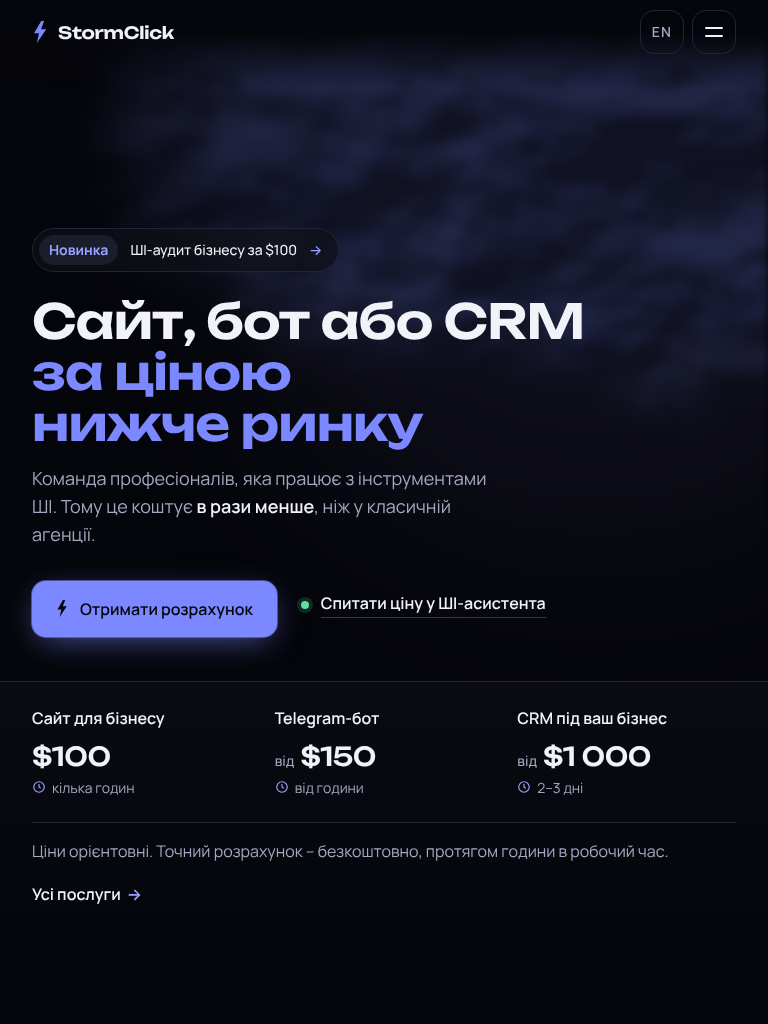 StormClick
EN
Новинка ШІ-аудит бізнесу за $100 →
Сайт, бот або CRM
за ціною
нижче ринку
Команда професіоналів, яка працює з інструментами
ШІ. Тому це коштує в рази менше, ніж у класичній
агенції.
Отримати розрахунок
Спитати ціну у ШІ-асистента
Сайт для бізнесу
$100
кілька годин
Telegram-бот
від $150
від години
CRM під ваш бізнес
від $1 000
2–3 дні
Ціни орієнтовні. Точний розрахунок – безкоштовно, протягом години в робочий час.
Усі послуги →